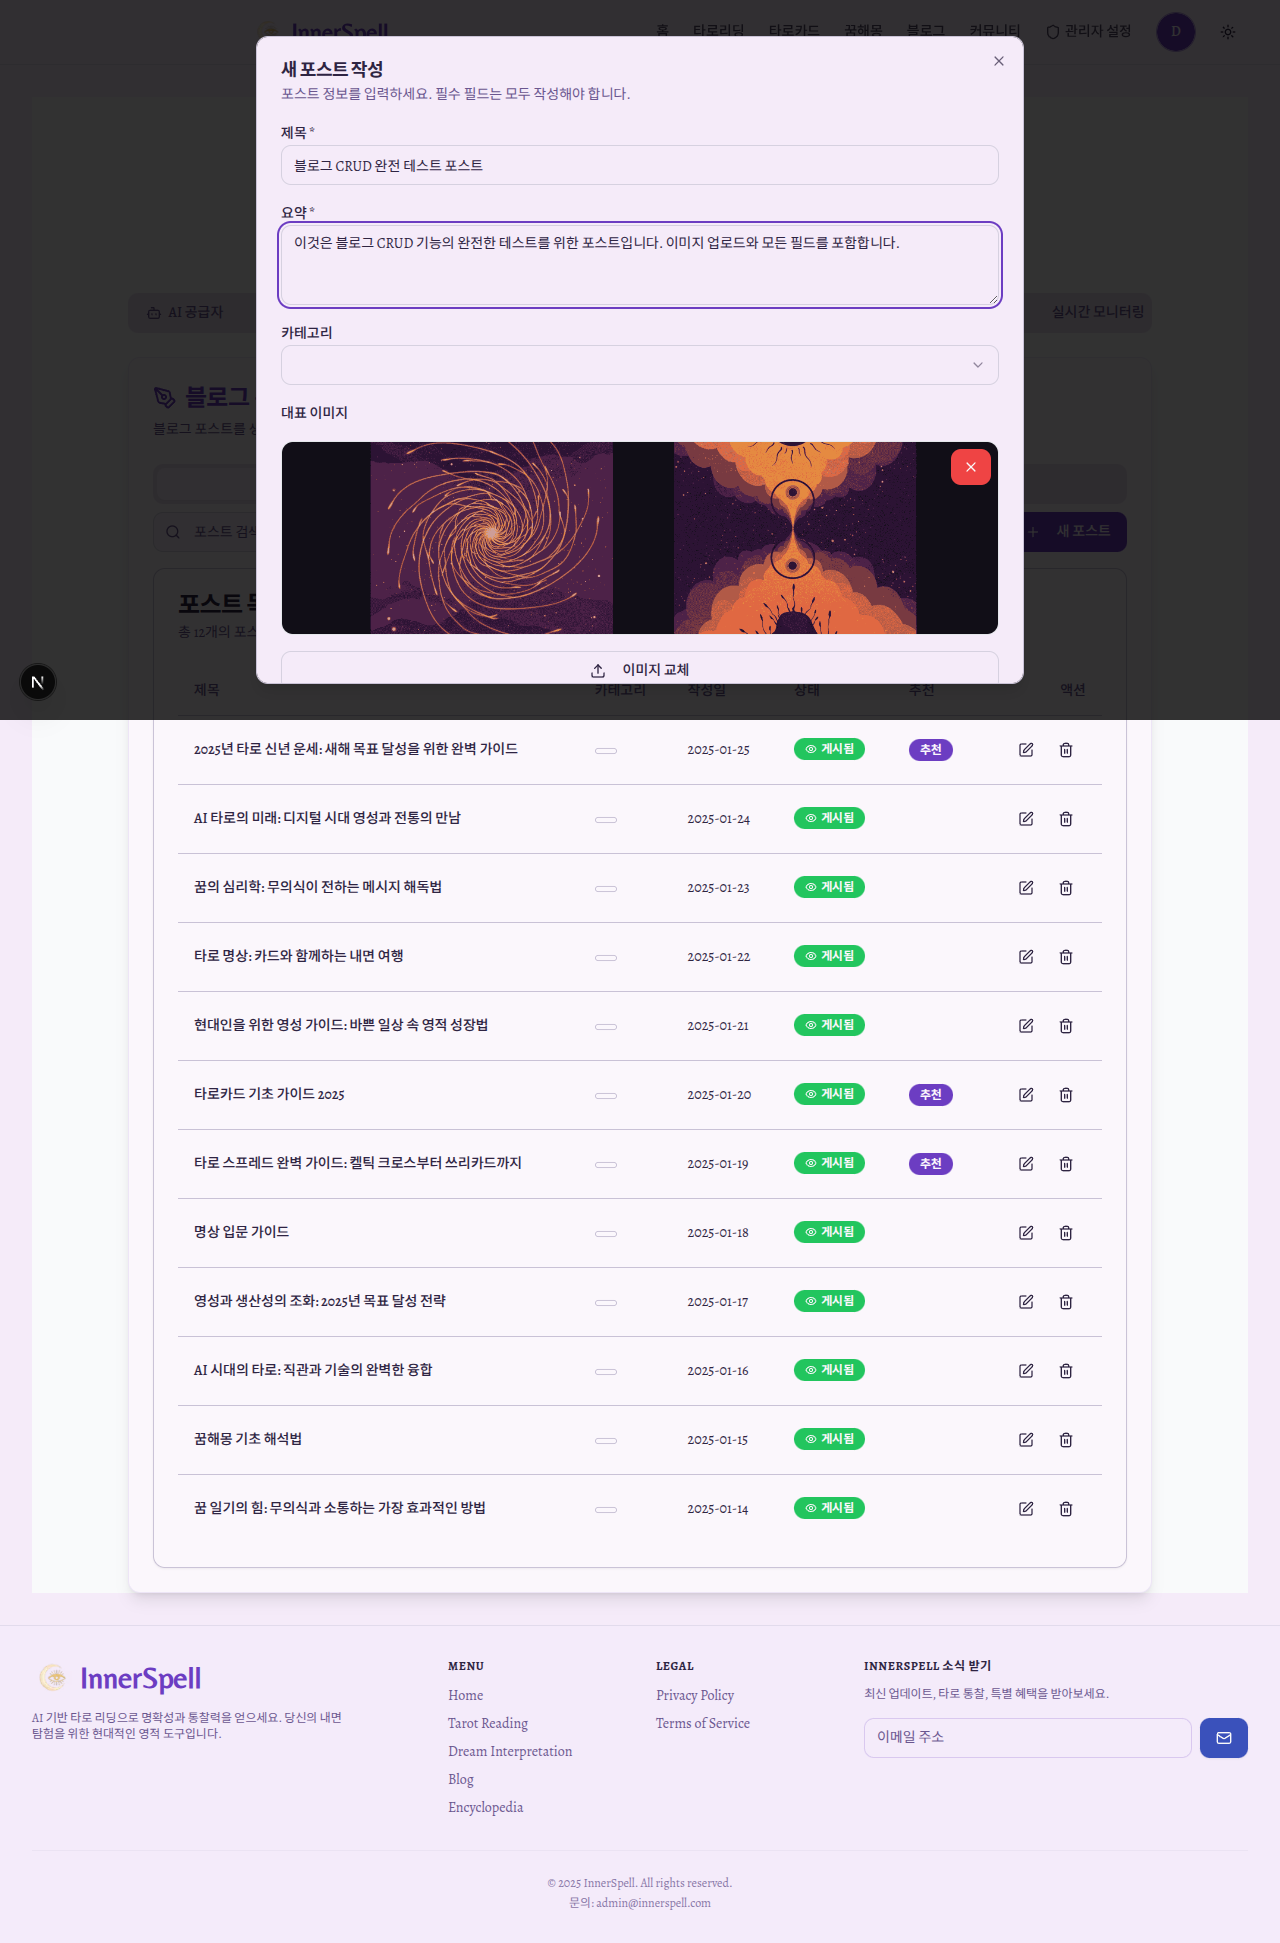 InnerSpell
홈
타로리딩
타로카드
꿈해몽
블로그
커뮤니티
관리자 설정
D
새 포스트 작성
포스트 정보를 입력하세요. 필수 필드는 모두 작성해야 합니다.
제목 *
블로그 CRUD 완전 테스트 포스트
요약 *
이것은 블로그 CRUD 기능의 완전한 테스트를 위한 포스트입니다. 이미지 업로드와 모든 필드를 포함합니다.
카테고리
대표 이미지
이미지 교체
AI 공급자
실시간 모니터링
블로그
블로그 포스트를
포스트 검색
+ 새 포스트
포스트
총 12개의 포스
N
제목 카테고리 작성일 상태 추천 액션
2025년 타로 신년 운세: 새해 목표 달성을 위한 완벽 가이드 2025-01-25 게시됨 추천
AI 타로의 미래: 디지털 시대 영성과 전통의 만남 2025-01-24 게시됨
꿈의 심리학: 무의식이 전하는 메시지 해독법 2025-01-23 게시됨
타로 명상: 카드와 함께하는 내면 여행 2025-01-22 게시됨
현대인을 위한 영성 가이드: 바쁜 일상 속 영적 성장법 2025-01-21 게시됨
타로카드 기초 가이드 2025 2025-01-20 게시됨 추천
타로 스프레드 완벽 가이드: 켈틱 크로스부터 쓰리카드까지 2025-01-19 게시됨 추천
명상 입문 가이드 2025-01-18 게시됨
영성과 생산성의 조화: 2025년 목표 달성 전략 2025-01-17 게시됨
AI 시대의 타로: 직관과 기술의 완벽한 융합 2025-01-16 게시됨
꿈해몽 기초 해석법 2025-01-15 게시됨
꿈 일기의 힘: 무의식과 소통하는 가장 효과적인 방법 2025-01-14 게시됨
InnerSpell
AI 기반 타로 리딩으로 명확성과 통찰력을 얻으세요. 당신의 내면
탐험을 위한 현대적인 영적 도구입니다.
MENU
Home
Tarot Reading
Dream Interpretation
Blog
Encyclopedia
LEGAL
Privacy Policy
Terms of Service
INNERSPELL 소식 받기
최신 업데이트, 타로 통찰, 특별 혜택을 받아보세요.
이메일 주소
© 2025 InnerSpell. All rights reserved.
문의: admin@innerspell.com